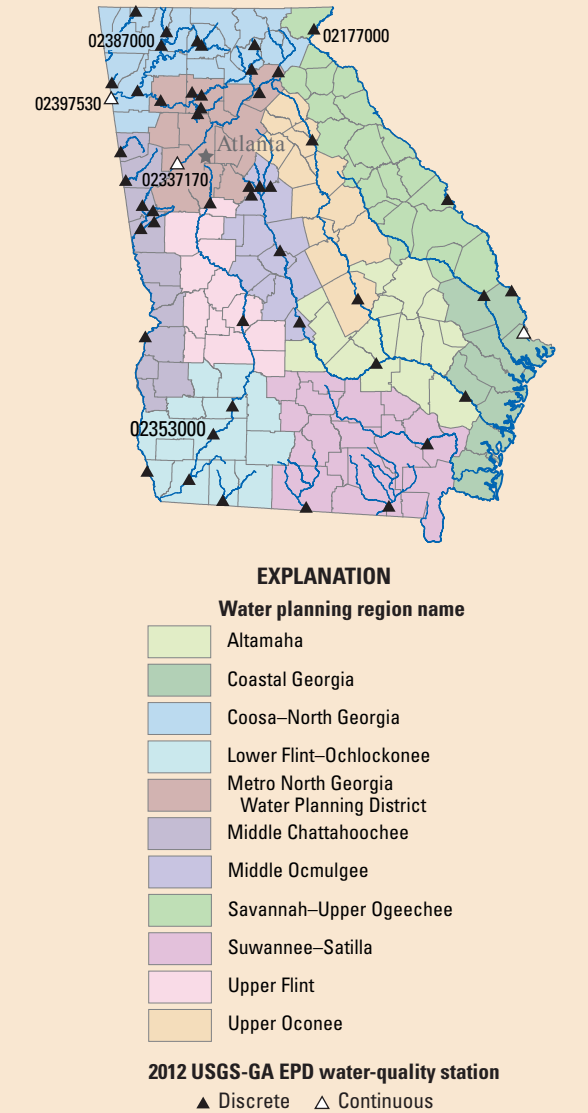 02387000
02177000
02397530
Atlanta
02337170
02353000
EXPLANATION
Water planning region name
Altamaha
Coastal Georgia
Coosa–North Georgia
Lower Flint–Ochlockonee
Metro North Georgia
Water Planning District
Middle Chattahoochee
Middle Ocmulgee
Savannah–Upper Ogeechee
Suwannee–Satilla
Upper Flint
Upper Oconee
2012 USGS-GA EPD water-quality station
Discrete Continuous